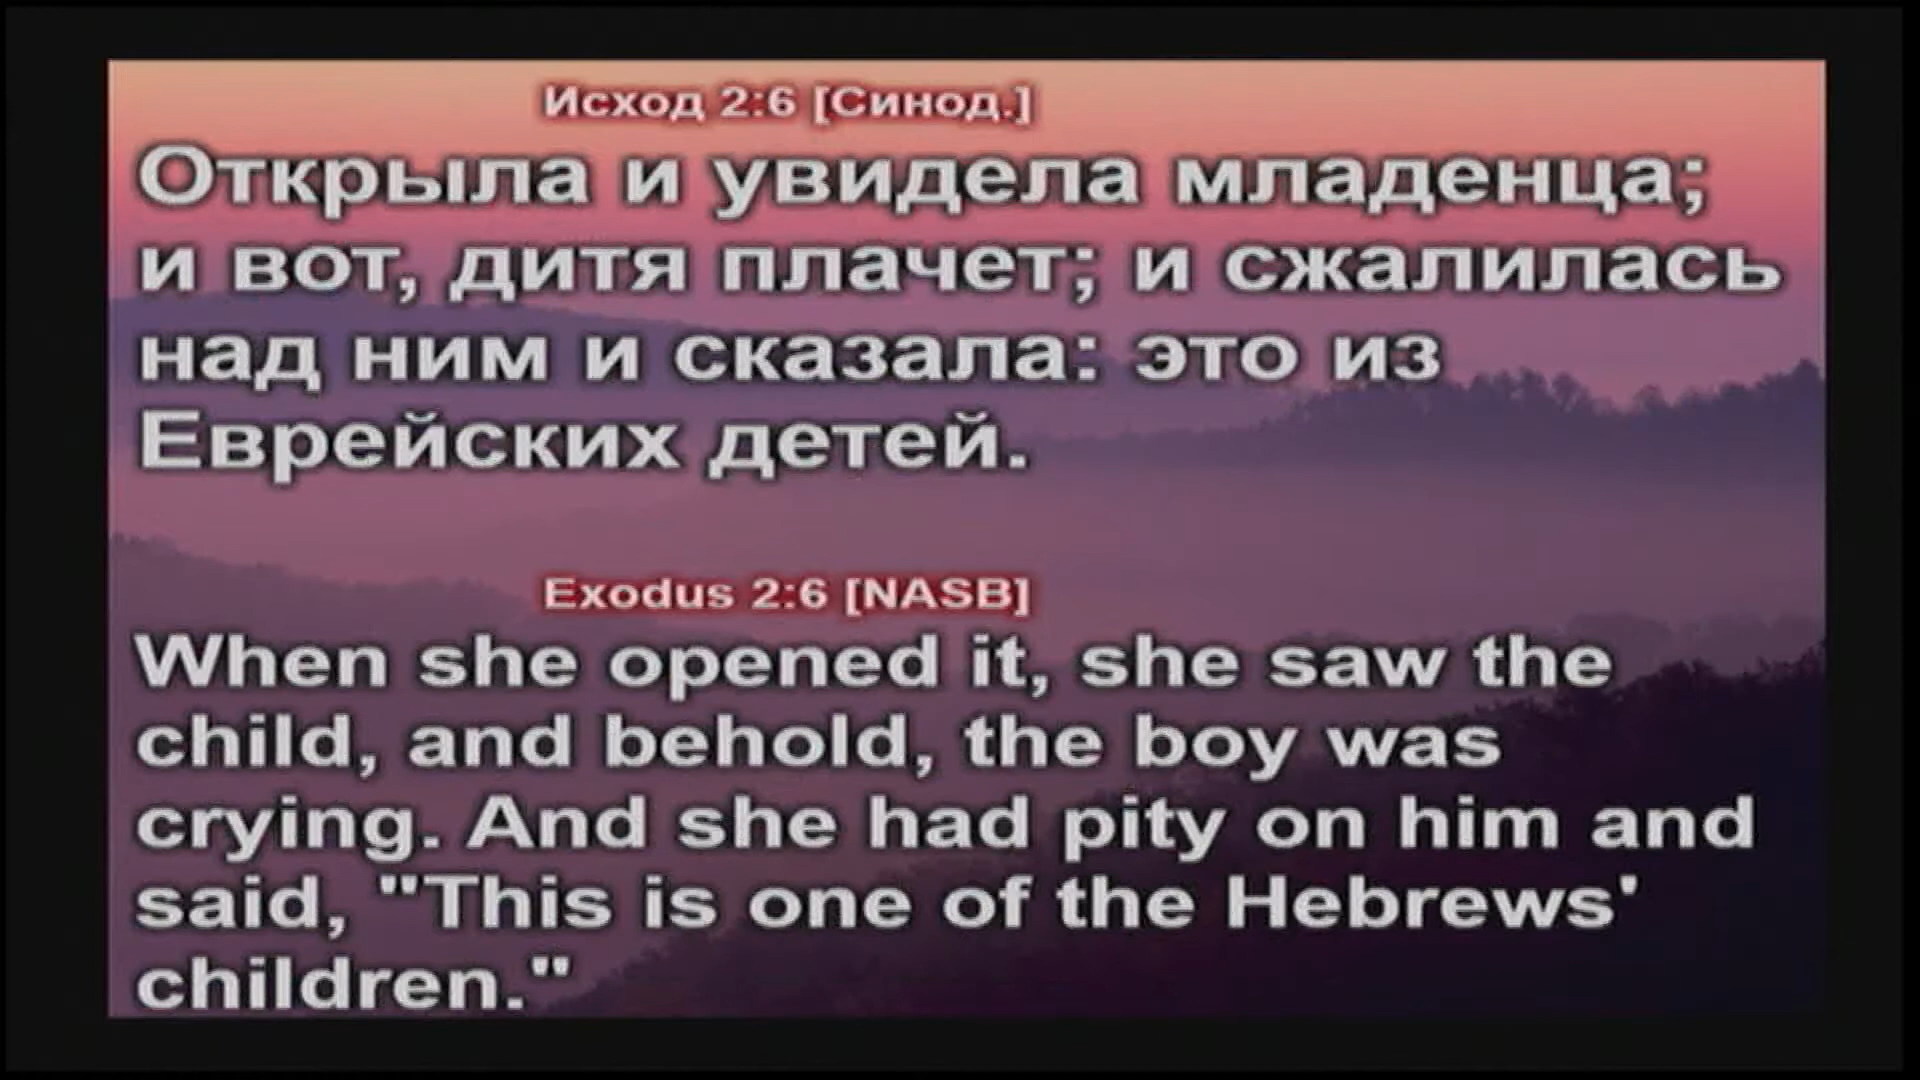 Исход 2:6 [Синод.]
Открыла и увидела младенца;
и вот, дитя плачет; и сжалилась
над ним и сказала: это из
Еврейских детей.
Exodus 2:6 [NASB]
When she opened it, she saw the
child, and behold, the boy was
crying. And she had pity on him and
said, "This is one of the Hebrews'
children."